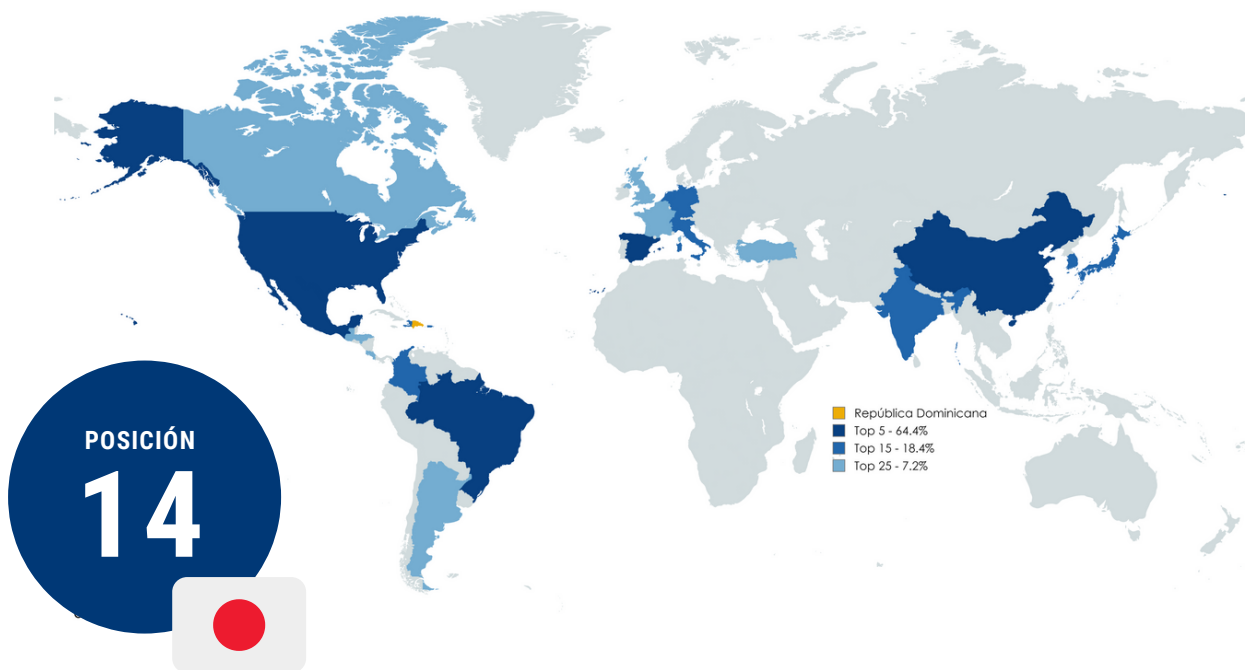 POSICIÓN
14
República Dominicana
Top 5 - 64.4%
Top 15 - 18.4%
Top 25 - 7.2%